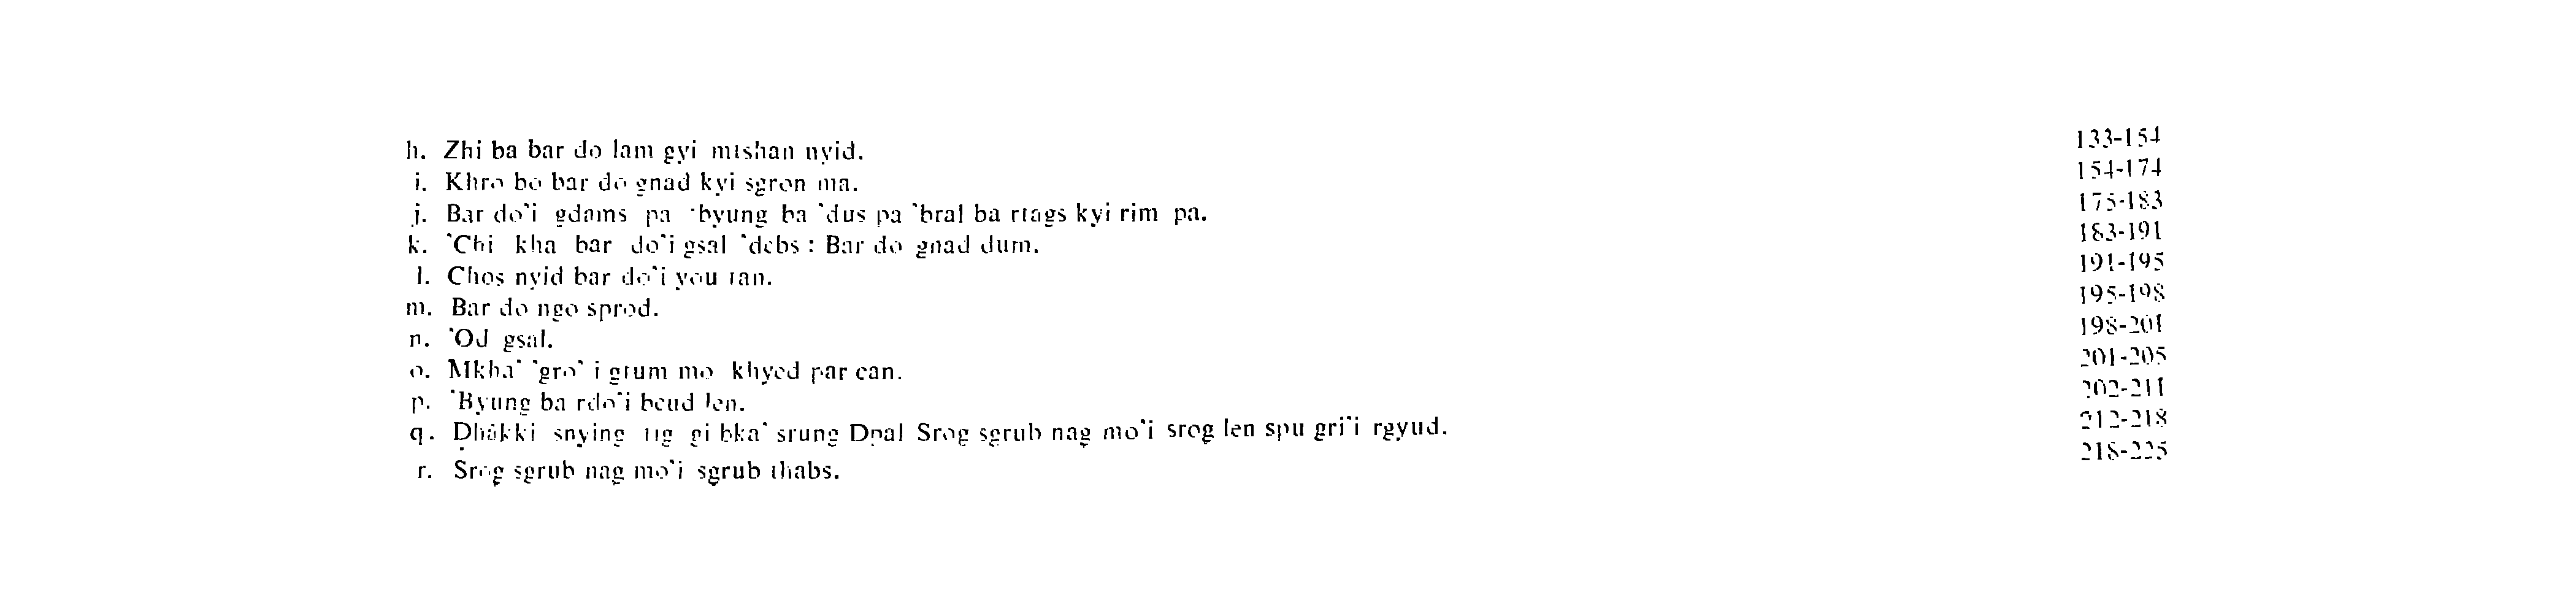 h. Zhi ba bar do lam gyi mtshan nyid. 133-154
i. Khro bo bar do gnad kyi sgron ma. 154-174
j. Bar do'i gdams pa 'byung ba 'dus pa 'bral ba rtags kyi rim pa. 175-183
k. 'Chi kha bar do'i gsal 'debs : Bar do gnad dum. 183-191
l. Chos nyid bar do'i you tan. 191-195
m. Bar do ngo sprod. 195-198
n. 'Od gsal. 198-201
o. Mkha' 'gro' i gtum mo khyed par can. 201-205
p. 'Byung ba rdo'i bcud len. 202-211
q. Ḍhākki snying tig gi bka' srung Dpal Srog sgrub nag mo'i srog len spu gri'i rgyud. 212-218
r. Srog sgrub nag mo'i sgrub thabs. 218-225